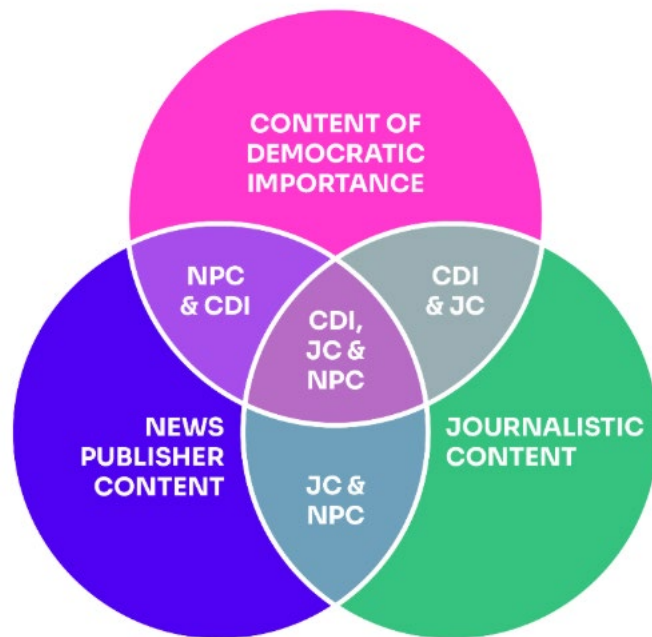 CONTENT OF
DEMOCRATIC
IMPORTANCE
NPC
& CDI
CDI
& JC
CDI,
JC &
NPC
NEWS
PUBLISHER
CONTENT
JOURNALISTIC
CONTENT
JC &
NPC